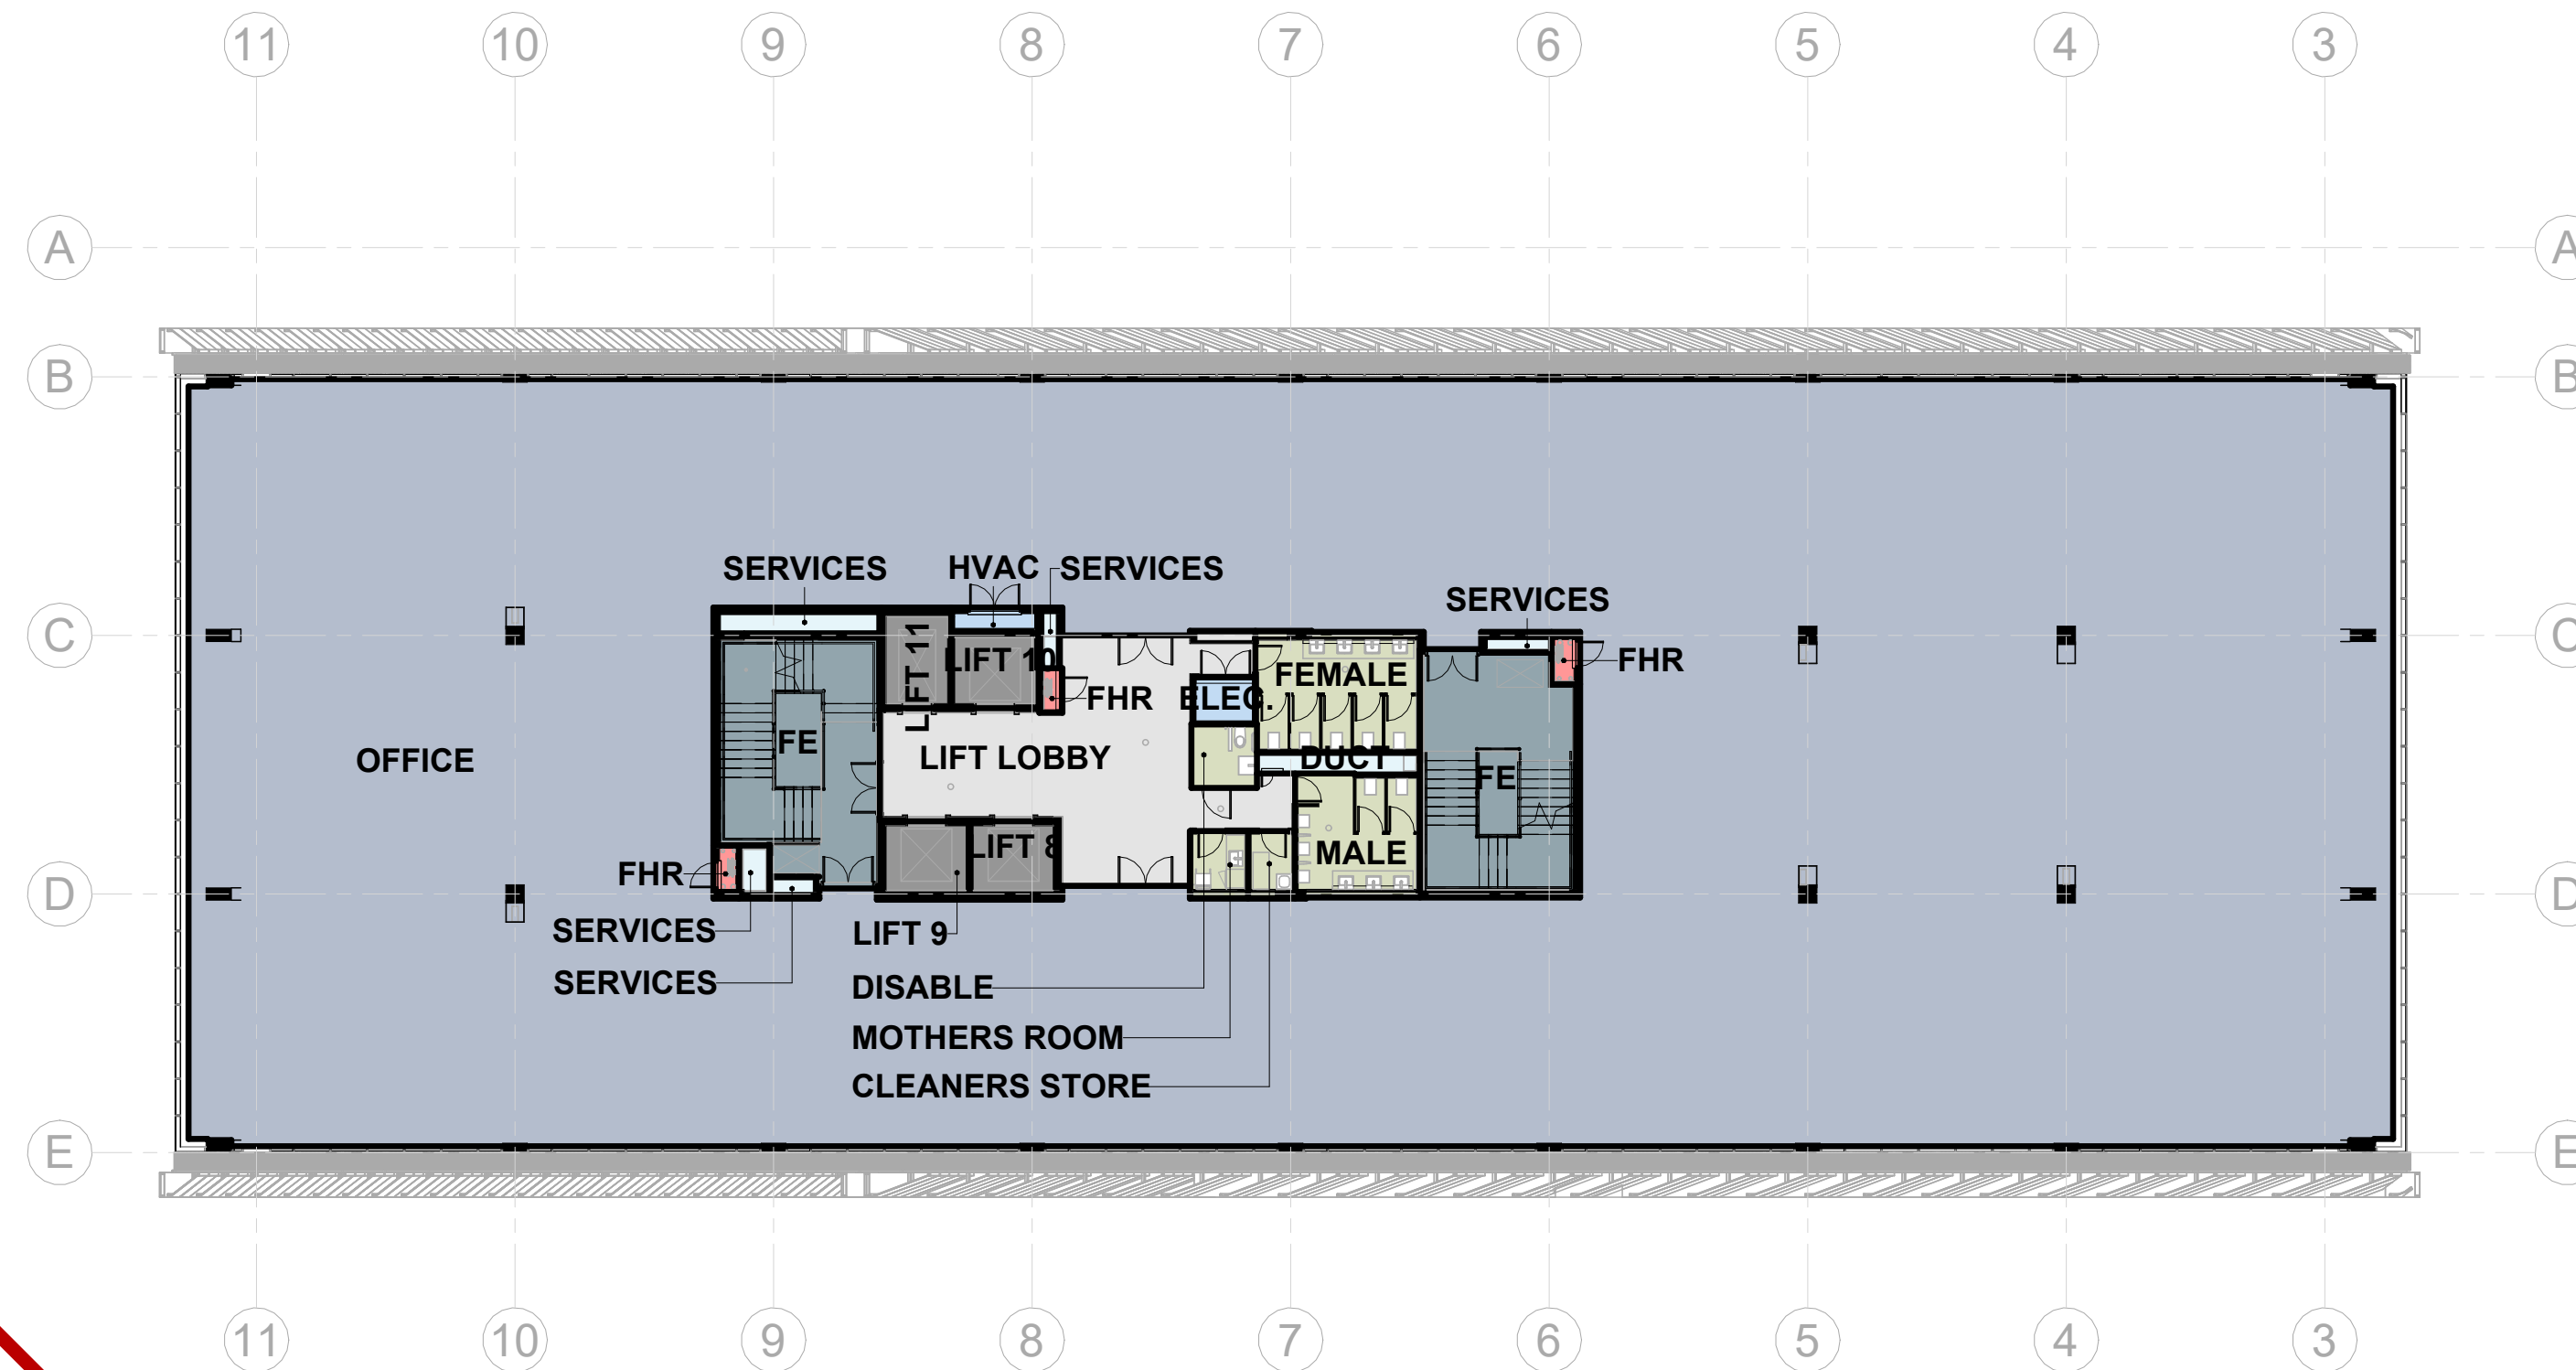 11 10 9 8 7 6 5 4 3
A A
B B
SERVICES HVAC SERVICES
SERVICES
C C
LIFT 11
LIFT 10
FEMALE
FHR
FHR ELEC.
FE
LIFT LOBBY
DUCT
OFFICE
FE
LIFT 8
MALE
FHR
D D
SERVICES
LIFT 9
SERVICES
DISABLE
MOTHERS ROOM
CLEANERS STORE
E E
11 10 9 8 7 6 5 4 3